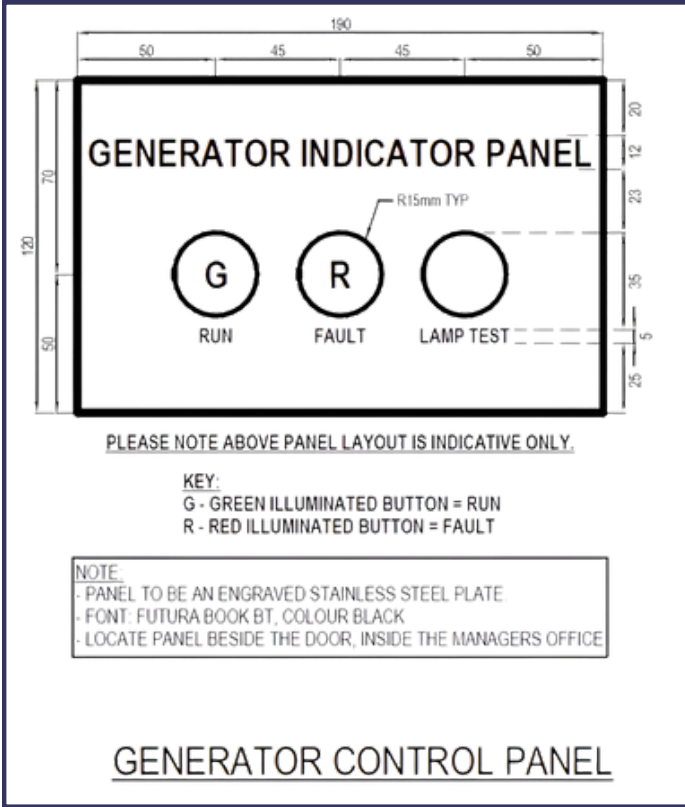 190
50 45 45 50
GENERATOR INDICATOR PANEL
20
12
23
35
5
25
120
70
50
R15mm TYP
G R
RUN FAULT LAMP TEST
PLEASE NOTE ABOVE PANEL LAYOUT IS INDICATIVE ONLY.
KEY:
G - GREEN ILLUMINATED BUTTON = RUN
R - RED ILLUMINATED BUTTON = FAULT
NOTE:
- PANEL TO BE AN ENGRAVED STAINLESS STEEL PLATE.
- FONT: FUTURA BOOK BT, COLOUR BLACK
- LOCATE PANEL BESIDE THE DOOR, INSIDE THE MANAGERS OFFICE
GENERATOR CONTROL PANEL